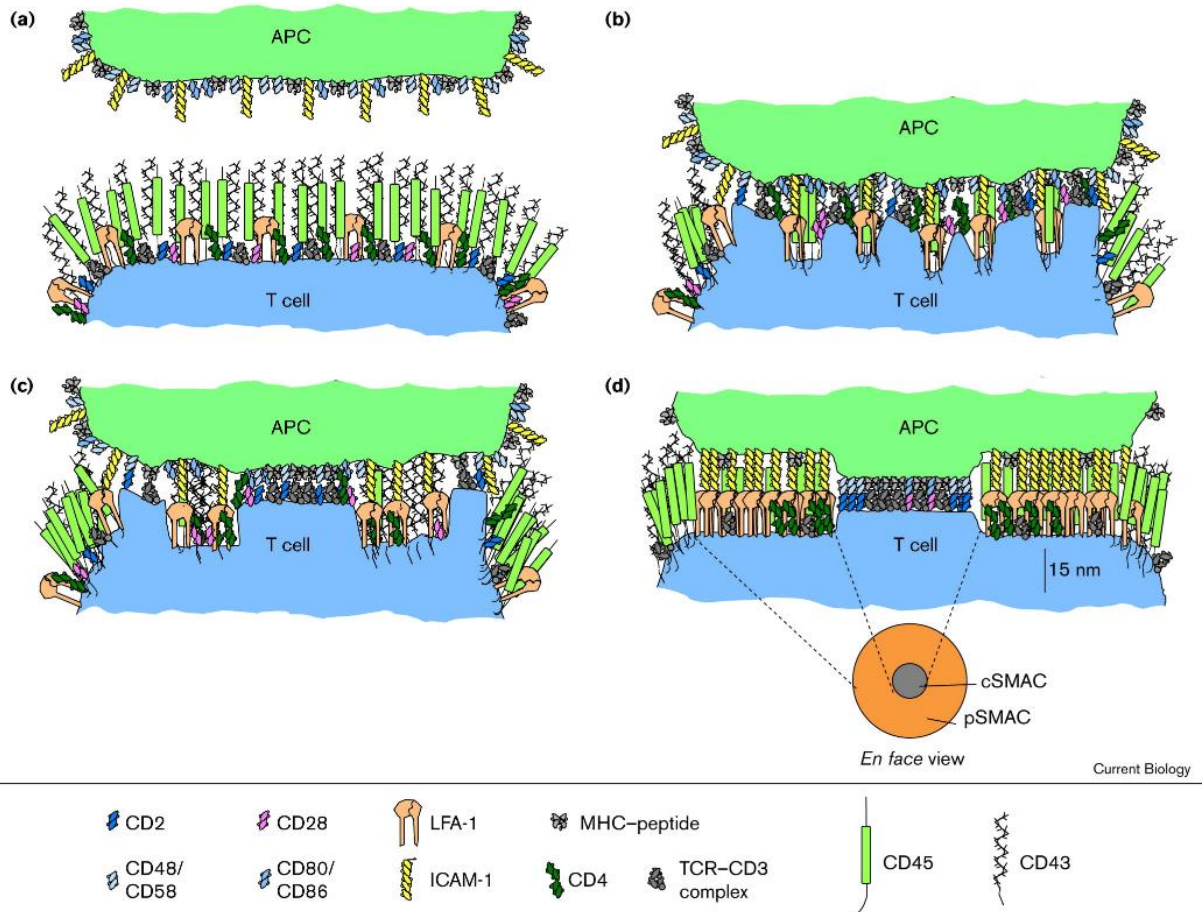 (a)
APC
T cell
(b)
APC
T cell
(c)
APC
T cell
(d)
APC
T cell
15 nm
cSMAC
pSMAC
En face view
Current Biology
CD2
CD28
LFA-1
MHC–peptide
CD45
CD43
CD48/
CD58
CD80/
CD86
ICAM-1
CD4
TCR–CD3
complex